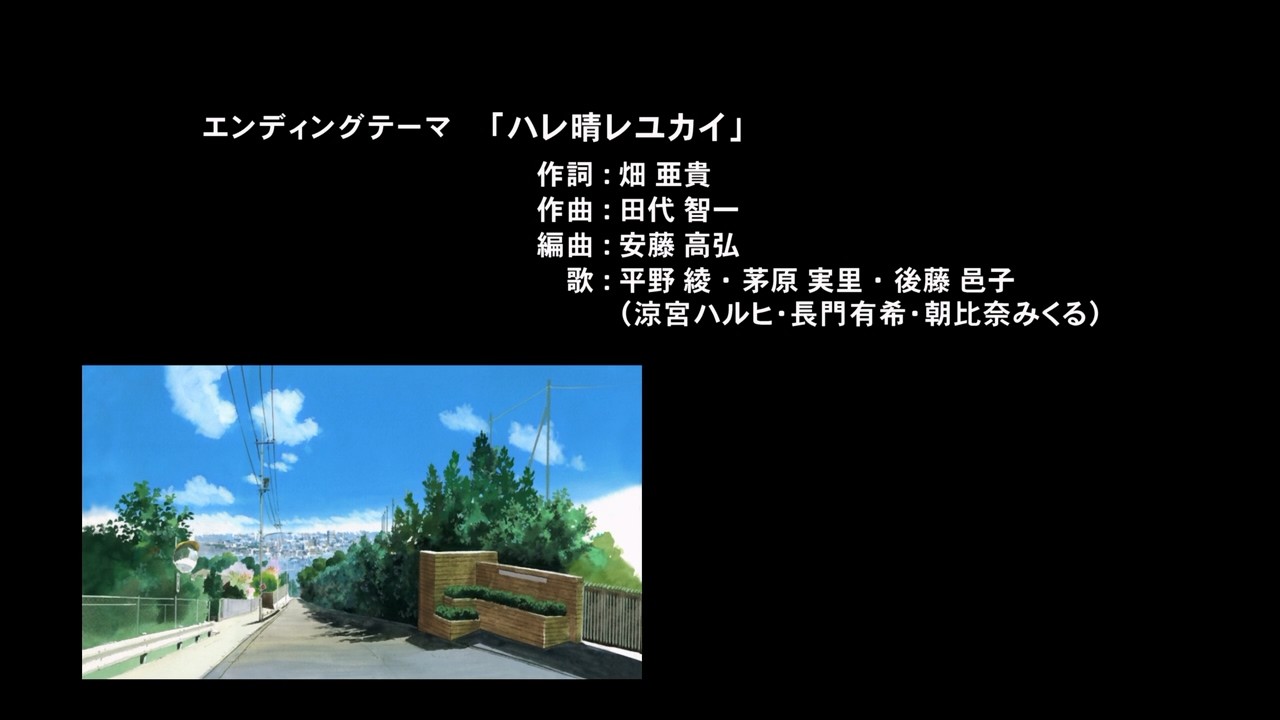 エンディングテーマ 「ハレ晴レユカイ」
作詞：畑 亜貴
作曲：田代 智一
編曲：安藤 高弘
歌：平野 綾・茅原 実里・後藤 邑子
（涼宮ハルヒ・長門有希・朝比奈みくる）